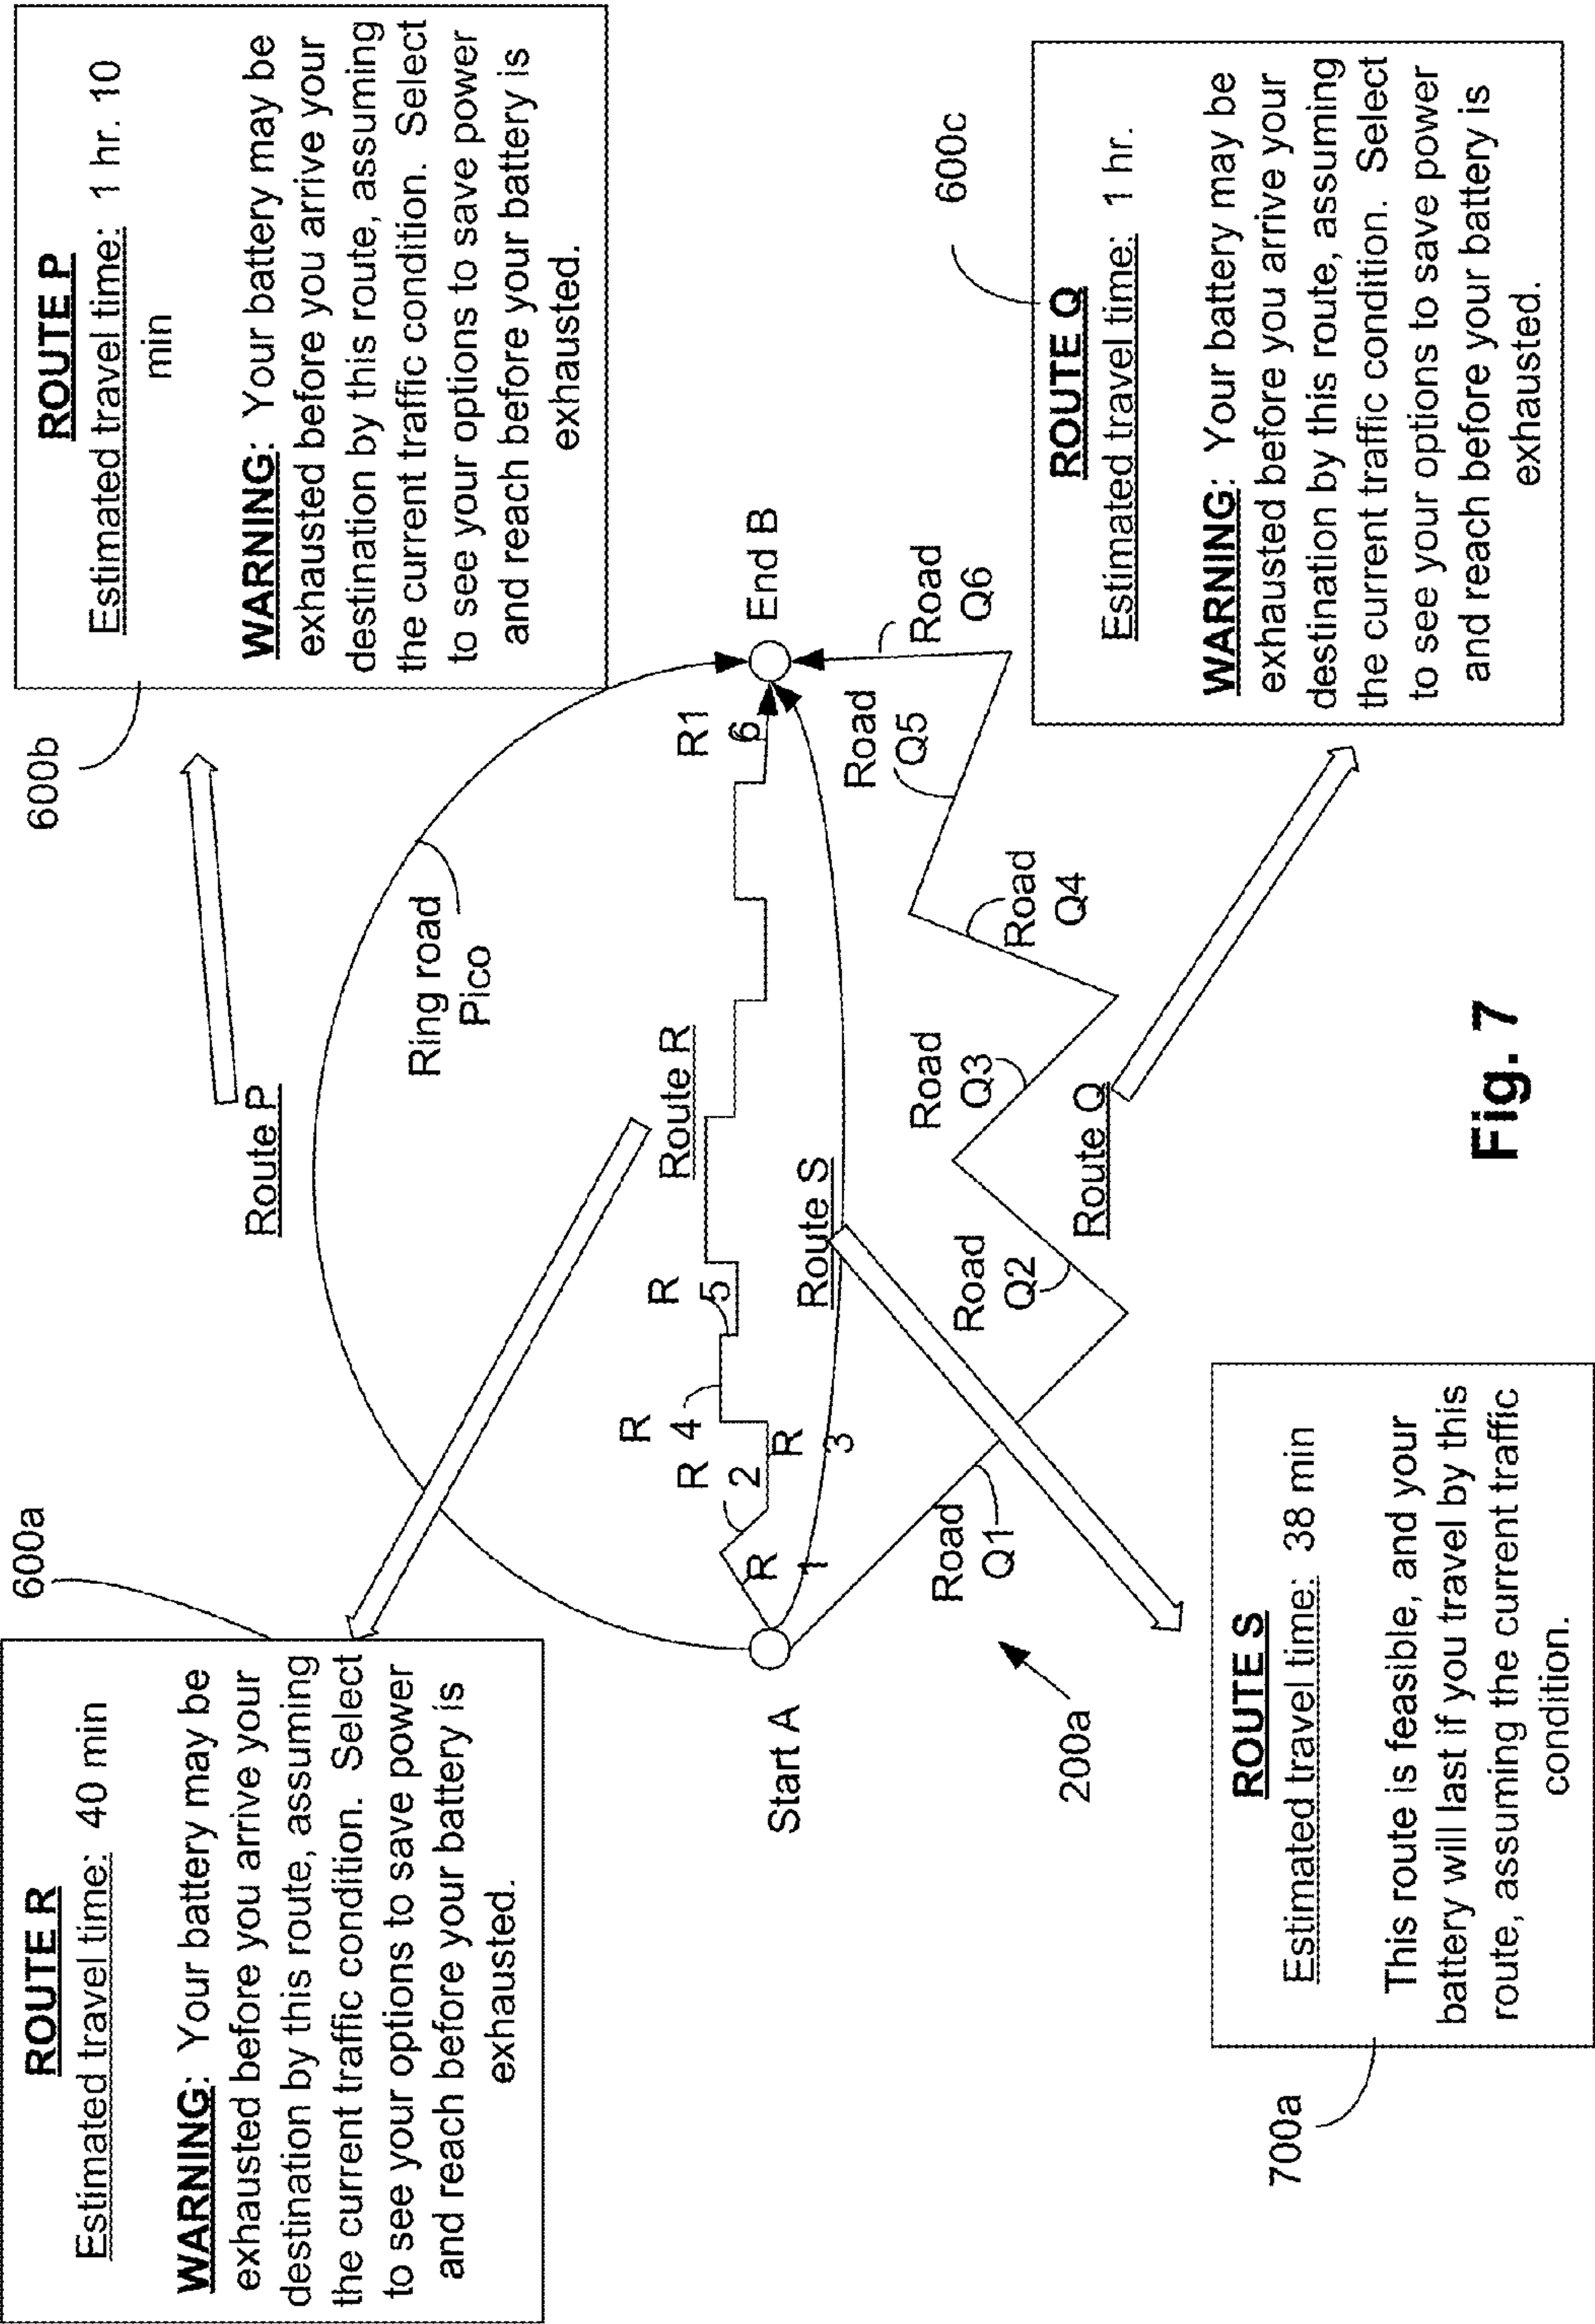 600a
ROUTE R
Estimated travel time: 40 min
WARNING: Your battery may be
exhausted before you arrive your
destination by this route, assuming
the current traffic condition. Select
to see your options to save power
and reach before your battery is
exhausted.
600b
ROUTE P
Estimated travel time: 1 hr. 10
min
WARNING: Your battery may be
exhausted before you arrive your
destination by this route, assuming
the current traffic condition. Select
to see your options to save power
and reach before your battery is
exhausted.
Route P
Ring road
Pico
Route R
R
1
R
2
R
3
R
4
R
5
R1
6
Start A
End B
Route S
Road
Q1
Road
Q2
Road
Q3
Road
Q4
Road
Q5
Road
Q6
Route Q
200a
700a
ROUTE S
Estimated travel time: 38 min
This route is feasible, and your
battery will last if you travel by this
route, assuming the current traffic
condition.
600c
ROUTE Q
Estimated travel time: 1 hr.
WARNING: Your battery may be
exhausted before you arrive your
destination by this route, assuming
the current traffic condition. Select
to see your options to save power
and reach before your battery is
exhausted.
Fig. 7